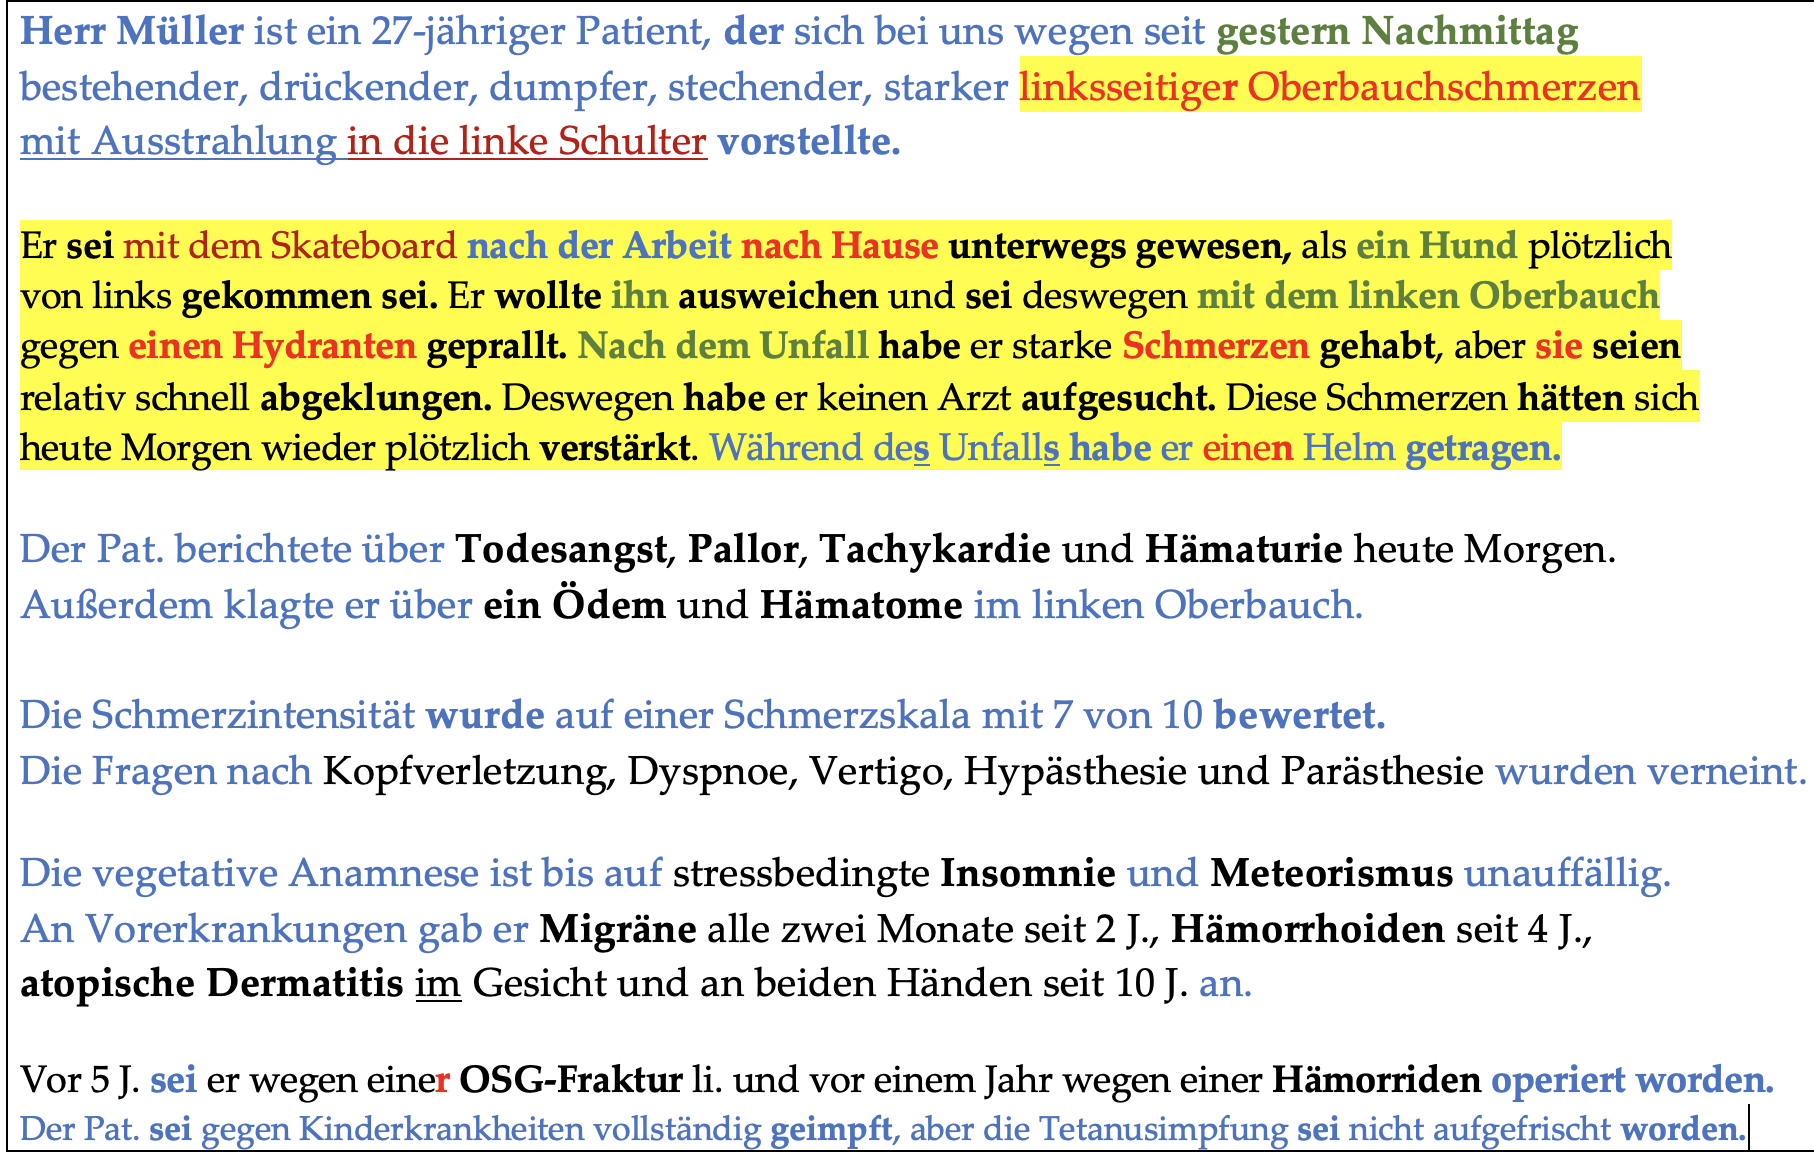 Herr Müller ist ein 27-jähriger Patient, der sich bei uns wegen seit gestern Nachmittag
bestehender, drückender, dumpfer, stechender, starker linksseitiger Oberbauchschmerzen
mit Ausstrahlung in die linke Schulter vorstellte.
Er sei mit dem Skateboard nach der Arbeit nach Hause unterwegs gewesen, als ein Hund plötzlich
von links gekommen sei. Er wollte ihn ausweichen und sei deswegen mit dem linken Oberbauch
gegen einen Hydranten geprallt. Nach dem Unfall habe er starke Schmerzen gehabt, aber sie seien
relativ schnell abgeklungen. Deswegen habe er keinen Arzt aufgesucht. Diese Schmerzen hätten sich
heute Morgen wieder plötzlich verstärkt. Während des Unfalls habe er einen Helm getragen.
Der Pat. berichtete über Todesangst, Pallor, Tachykardie und Hämaturie heute Morgen.
Außerdem klagte er über ein Ödem und Hämatome im linken Oberbauch.
Die Schmerzintensität wurde auf einer Schmerzskala mit 7 von 10 bewertet.
Die Fragen nach Kopfverletzung, Dyspnoe, Vertigo, Hypästhesie und Parästhesie wurden verneint.
Die vegetative Anamnese ist bis auf stressbedingte Insomnie und Meteorismus unauffällig.
An Vorerkrankungen gab er Migräne alle zwei Monate seit 2 J., Hämorrhoiden seit 4 J.,
atopische Dermatitis im Gesicht und an beiden Händen seit 10 J. an.
Vor 5 J. sei er wegen einer OSG-Fraktur li. und vor einem Jahr wegen einer Hämorriden operiert worden.
Der Pat. sei gegen Kinderkrankheiten vollständig geimpft, aber die Tetanusimpfung sei nicht aufgefrischt worden.